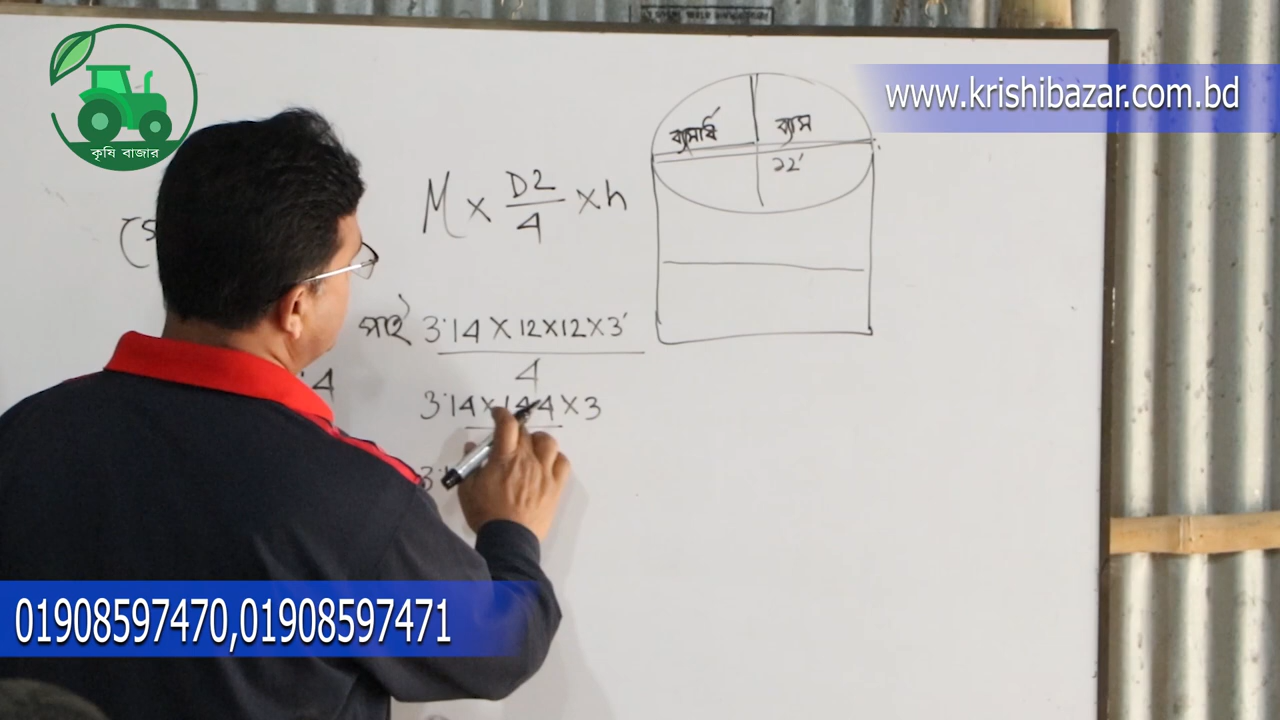 কৃষি বাজার
www.krishibazar.com.bd
ব্যাসার্ধ ব্যাস
১২'
M × D2
4 × h
পাই 3.14 × 12 × 12 × 3'
4
3.14 × 144 × 3
4
01908597470,01908597471